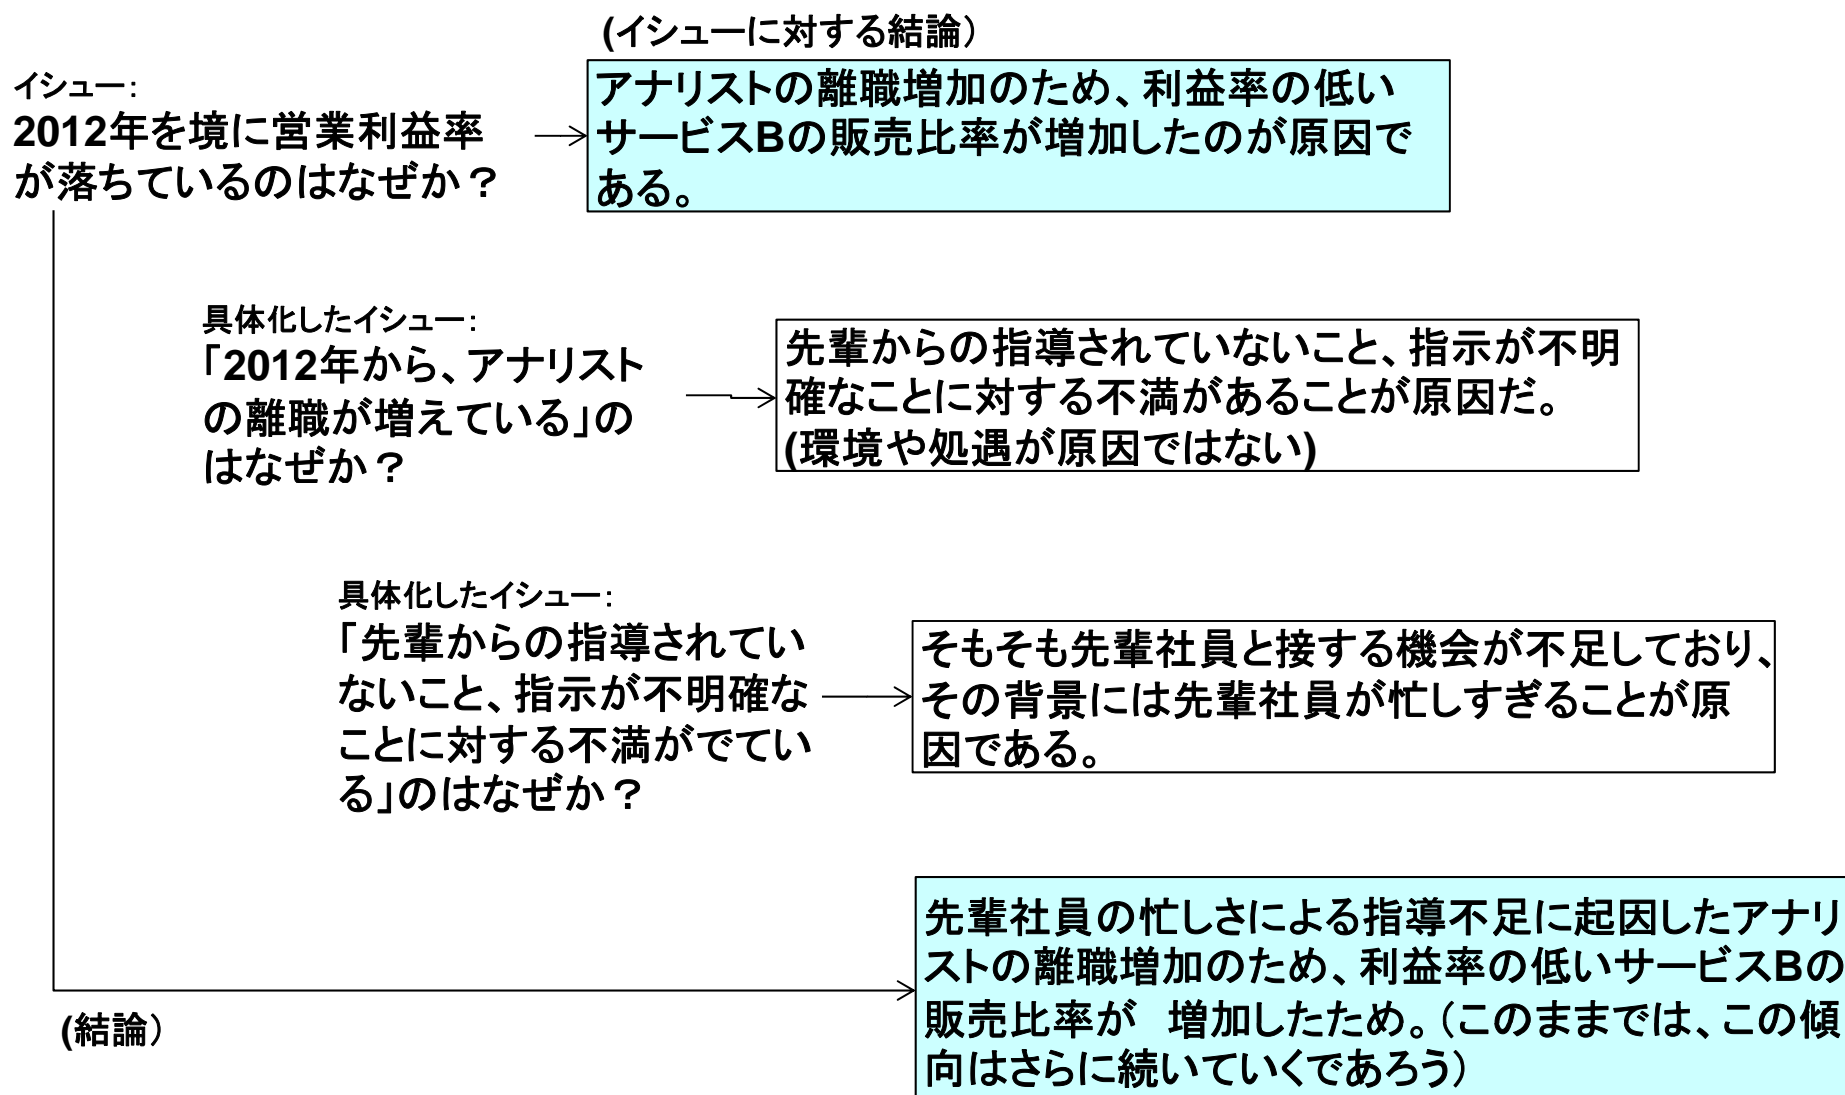 (イシューに対する結論)
イシュー:
2012年を境に営業利益率
が落ちているのはなぜか？
アナリストの離職増加のため、利益率の低い
サービスBの販売比率が増加したのが原因で
ある。
具体化したイシュー:
「2012年から、アナリスト
の離職が増えている」の
はなぜか？
先輩からの指導されていないこと、指示が不明
確なことに対する不満があることが原因だ。
(環境や処遇が原因ではない)
具体化したイシュー:
「先輩からの指導されてい
ないこと、指示が不明確な
ことに対する不満がでてい
る」のはなぜか？
そもそも先輩社員と接する機会が不足しており、
その背景には先輩社員が忙しすぎることが原
因である。
(結論)
先輩社員の忙しさによる指導不足に起因したアナリ
ストの離職増加のため、利益率の低いサービスBの
販売比率が　増加したため。(このままでは、この傾
向はさらに続いていくであろう)